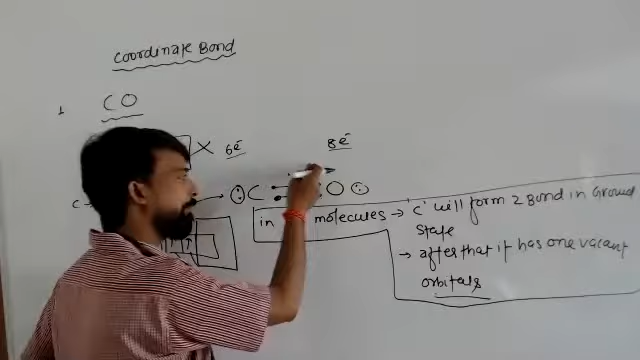 Coordinate Bond
1
CO
6e⁻
8e⁻
C
C
O
in
molecules → 'C' will form 2 Bond in Ground
state
→ after that it has one vacant
orbitals